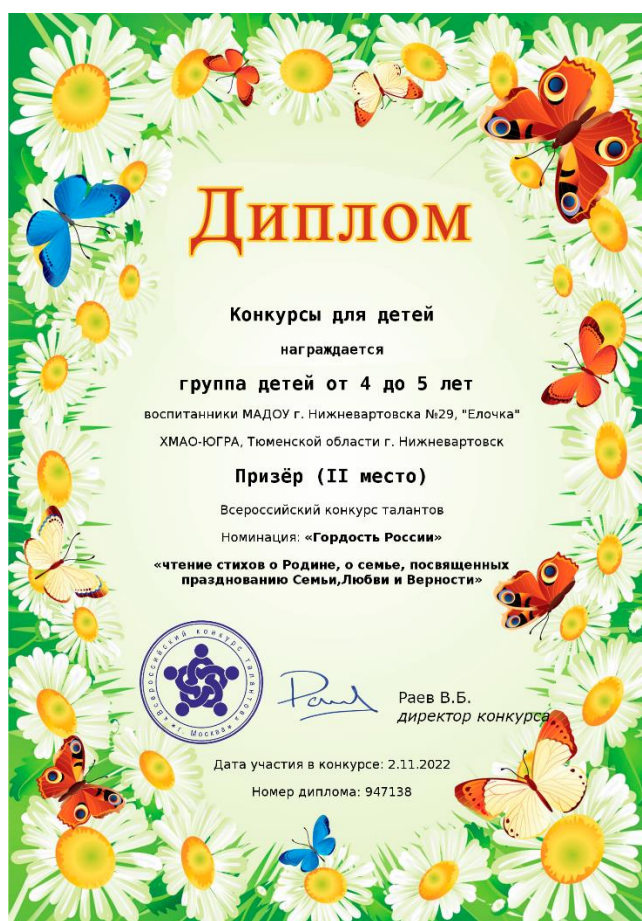 Диплом
Конкурсы для детей
награждается
группа детей от 4 до 5 лет
воспитанники МАДОУ г. Нижневартовска №29, "Елочка"
ХМАО-ЮГРА, Тюменской области г. Нижневартовск
Призёр (II место)
Всероссийский конкурс талантов
Номинация: «Гордость России»
«чтение стихов о Родине, о семье, посвященных
празднованию Семьи,Любви и Верности»
«Всероссийский конкурс талантов»
* г. Москва *
Раев В.Б.
директор конкурса
Дата участия в конкурсе: 2.11.2022
Номер диплома: 947138